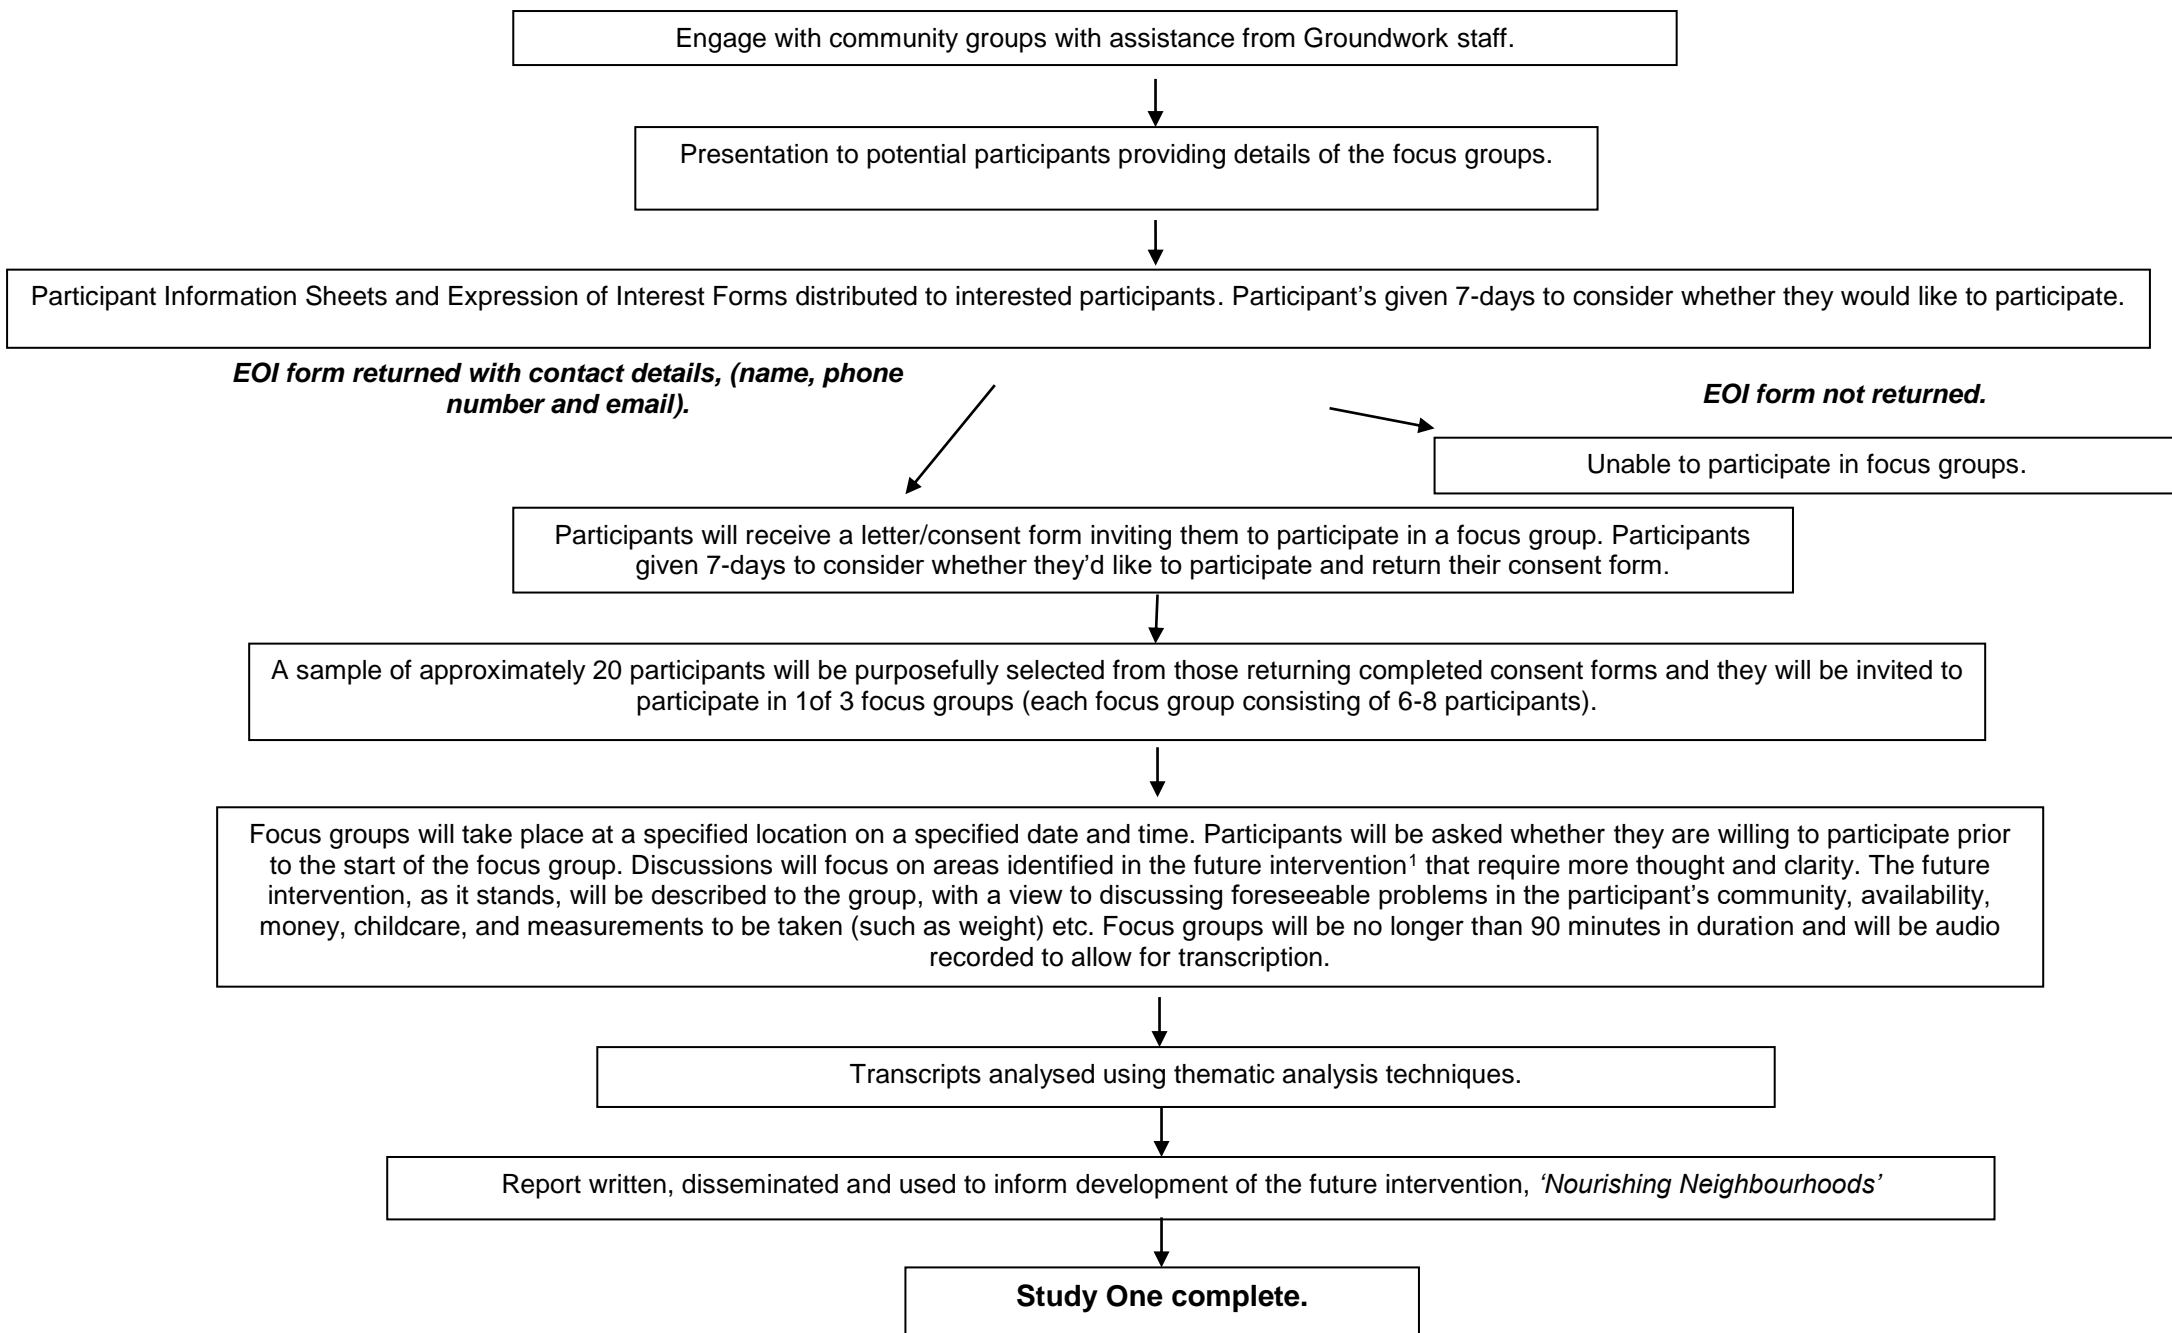 Engage with community groups with assistance from Groundwork staff.
Presentation to potential participants providing details of the focus groups.
Participant Information Sheets and Expression of Interest Forms distributed to interested participants. Participant’s given 7-days to consider whether they would like to participate.
EOI form returned with contact details, (name, phone
number and email).
EOI form not returned.
Unable to participate in focus groups.
Participants will receive a letter/consent form inviting them to participate in a focus group. Participants
given 7-days to consider whether they’d like to participate and return their consent form.
A sample of approximately 20 participants will be purposefully selected from those returning completed consent forms and they will be invited to
participate in 1of 3 focus groups (each focus group consisting of 6-8 participants).
Focus groups will take place at a specified location on a specified date and time. Participants will be asked whether they are willing to participate prior
to the start of the focus group. Discussions will focus on areas identified in the future intervention¹ that require more thought and clarity. The future
intervention, as it stands, will be described to the group, with a view to discussing foreseeable problems in the participant’s community, availability,
money, childcare, and measurements to be taken (such as weight) etc. Focus groups will be no longer than 90 minutes in duration and will be audio
recorded to allow for transcription.
Transcripts analysed using thematic analysis techniques.
Report written, disseminated and used to inform development of the future intervention, ‘Nourishing Neighbourhoods’
Study One complete.